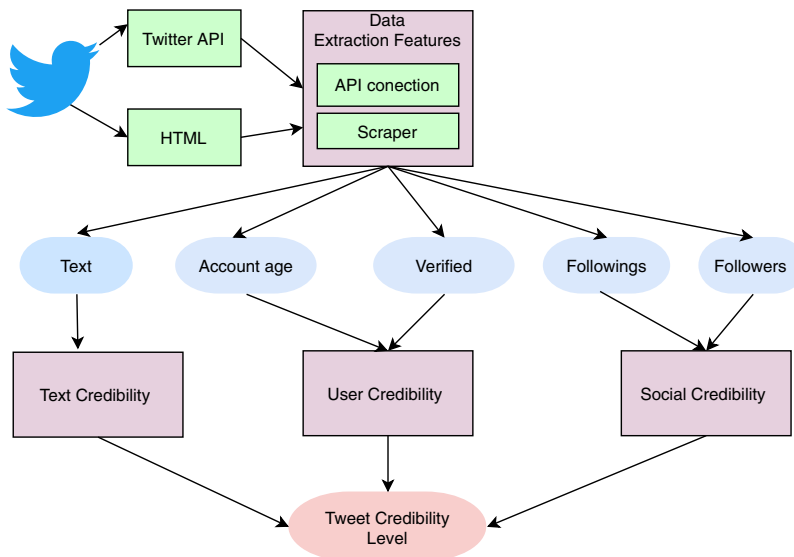 Twitter API
HTML
Data
Extraction Features
API conection
Scraper
Text
Account age
Verified
Followings
Followers
Text Credibility
User Credibility
Social Credibility
Tweet Credibility
Level